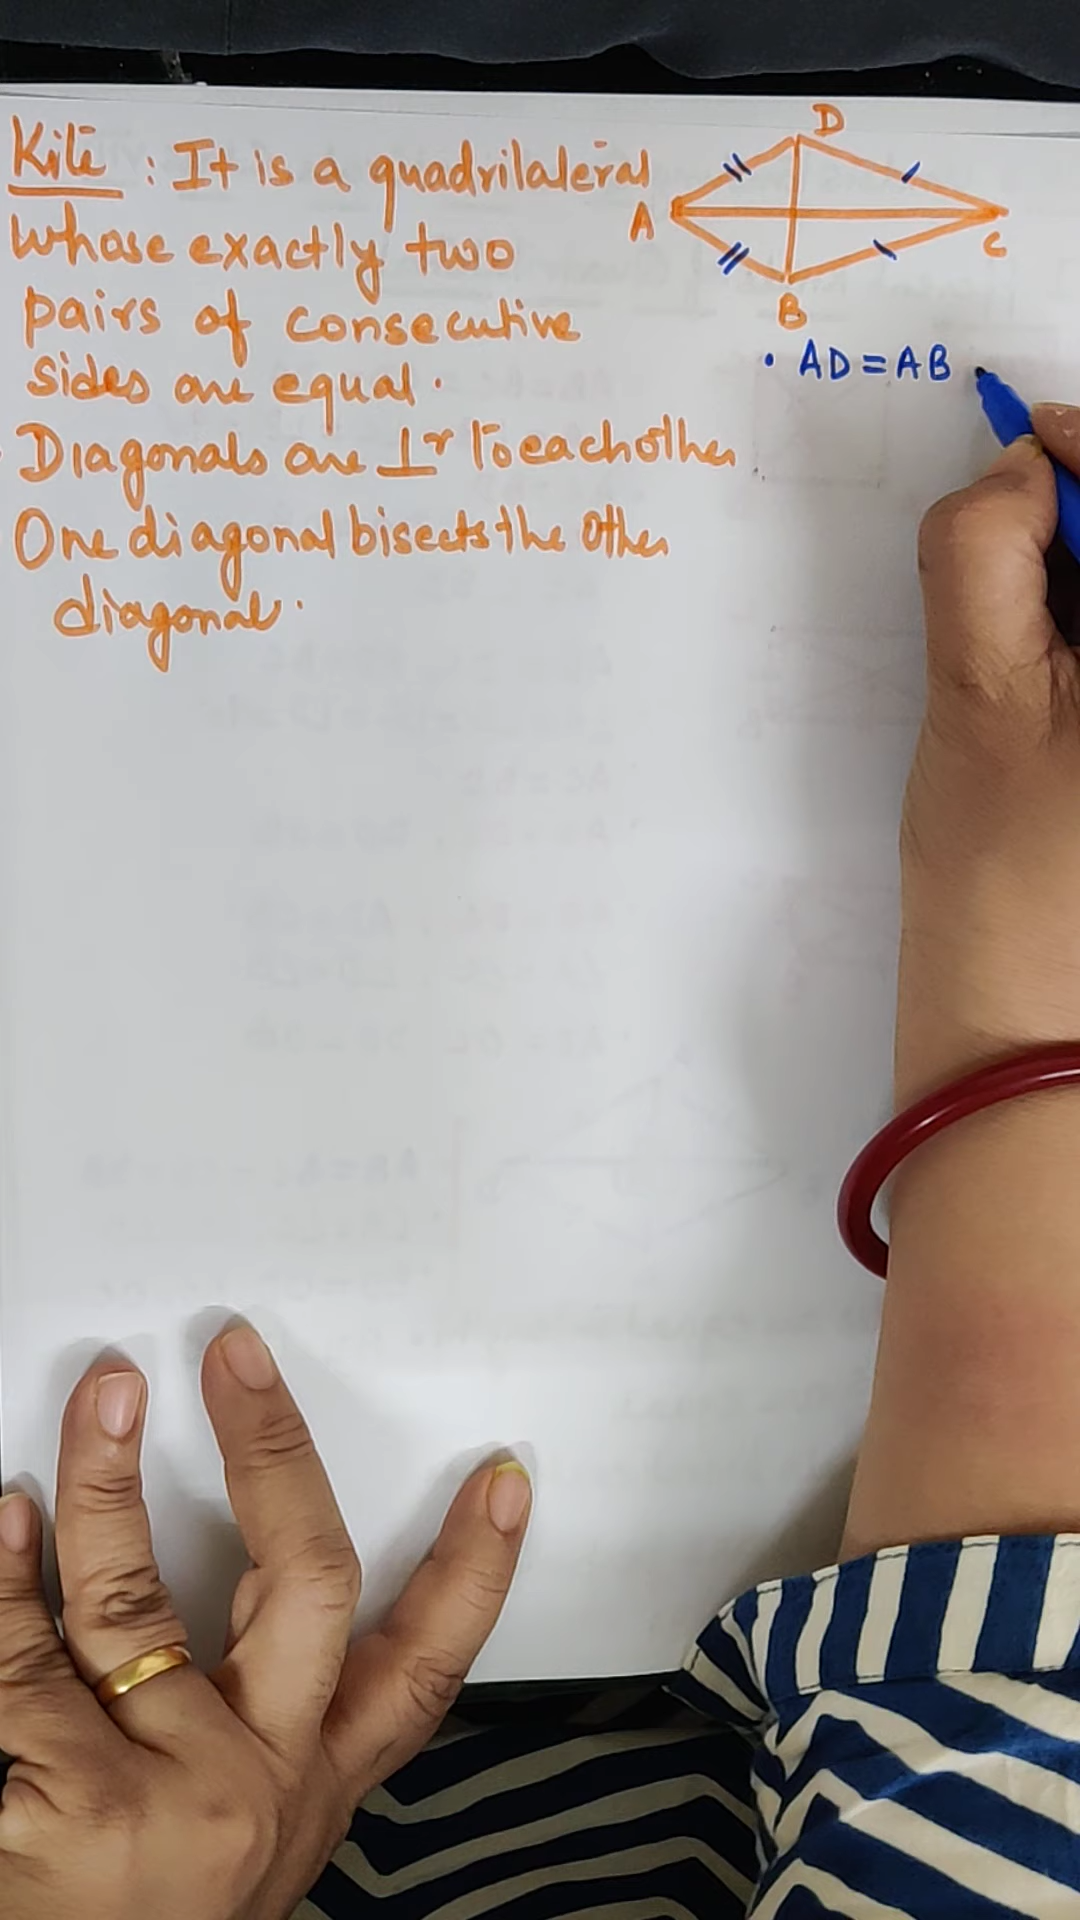 Kite : It is a quadrilateral
whose exactly two
pairs of consecutive
sides are equal.
Diagonals are ⊥r to each other
One diagonal bisects the other
diagonal.
D
A
C
B
• AD = AB